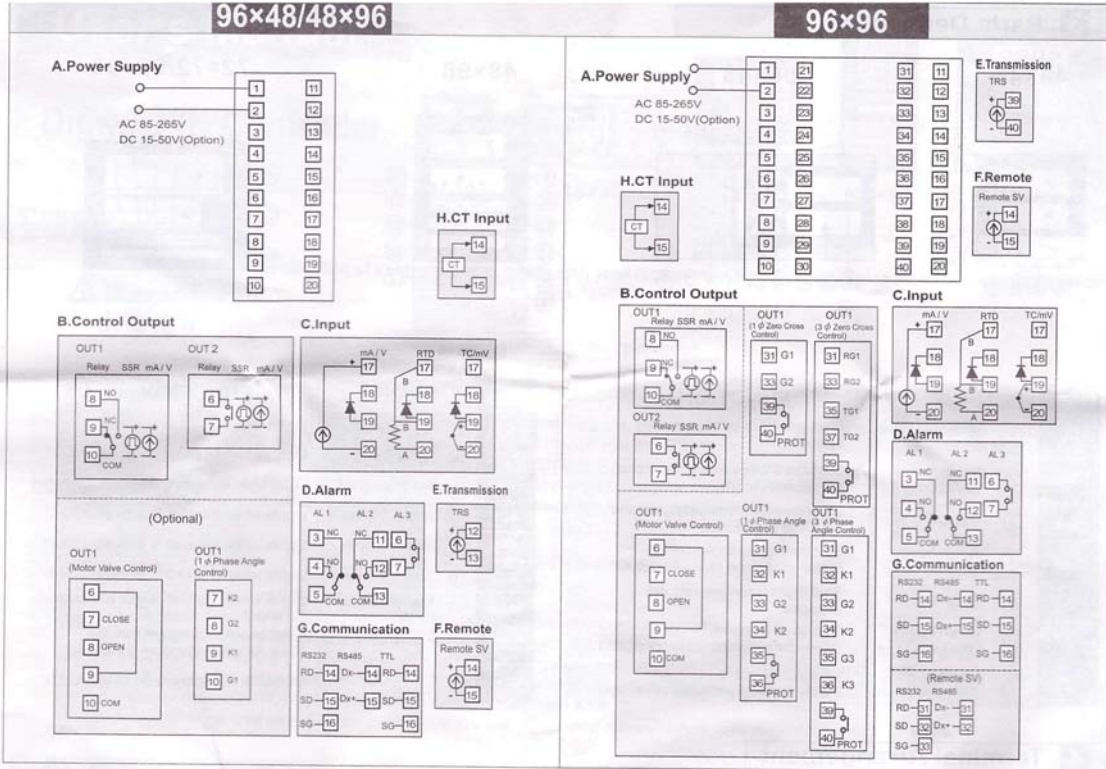 96×48/48×96
A.Power Supply
AC 85-265V
DC 15-50V(Option)
1 11
2 12
3 13
4 14
5 15
6 16
7 17
8 18
9 19
10 20
H.CT Input
14
CT
15
B.Control Output
OUT1
Relay SSR mA / V
8 NO
9 NC
10 COM
OUT 2
Relay SSR mA / V
6
7
C.Input
mA / V RTD TC/mV
+ 17 17 17
B
18 18 18
19 B 19 19
- 20 A 20 20
(Optional)
OUT1
(Motor Valve Control)
6
7 CLOSE
8 OPEN
9
10 COM
OUT1
(1 ϕ Phase Angle
Control)
7 K2
8 G2
9 K1
10 G1
D.Alarm
AL 1 AL 2 AL 3
3 NC NC 11 6
4 NO NO 12 7
5 COM COM 13
E.Transmission
TRS
+ 12
- 13
G.Communication
RS232 RS485 TTL
RD 14 Dx- 14 RD 14
SD 15 Dx+ 15 SD 15
SG 16 SG 16
F.Remote
Remote SV
+ 14
- 15
96×96
A.Power Supply
AC 85-265V
DC 15-50V(Option)
1 21 31 11
2 22 32 12
3 23 33 13
4 24 34 14
5 25 35 15
6 26 36 16
7 27 37 17
8 28 38 18
9 29 39 19
10 30 40 20
E.Transmission
TRS
+ 39
- 40
F.Remote
Remote SV
+ 14
- 15
H.CT Input
14
CT
15
B.Control Output
OUT1
Relay SSR mA / V
8 NO
9 NC
10 COM
OUT2
Relay SSR mA / V
6
7
OUT1
(1 ϕ Zero Cross
Control)
31 G1
33 G2
39
40 PROT
OUT1
(3 ϕ Zero Cross
Control)
31 RG1
33 RG2
35 TG1
37 TG2
39
40 PROT
OUT1
(Motor Valve Control)
6
7 CLOSE
8 OPEN
9
10 COM
OUT1
(1 ϕ Phase Angle
Control)
31 G1
32 K1
33 G2
34 K2
35
36 PROT
OUT1
(3 ϕ Phase
Angle Control)
31 G1
32 K1
33 G2
34 K2
35 G3
36 K3
39
40 PROT
C.Input
mA / V RTD TC/mV
+ 17 17 17
B
18 18 18
19 B 19 19
- 20 A 20 20
D.Alarm
AL 1 AL 2 AL 3
3 NC NC 11 6
4 NO NO 12 7
5 COM COM 13
G.Communication
RS232 RS485 TTL
RD 14 Dx- 14 RD 14
SD 15 Dx+ 15 SD 15
SG 16 SG 16
(Remote SV)
RS232 RS485
RD 31 Dx- 31
SD 32 Dx+ 32
SG 33